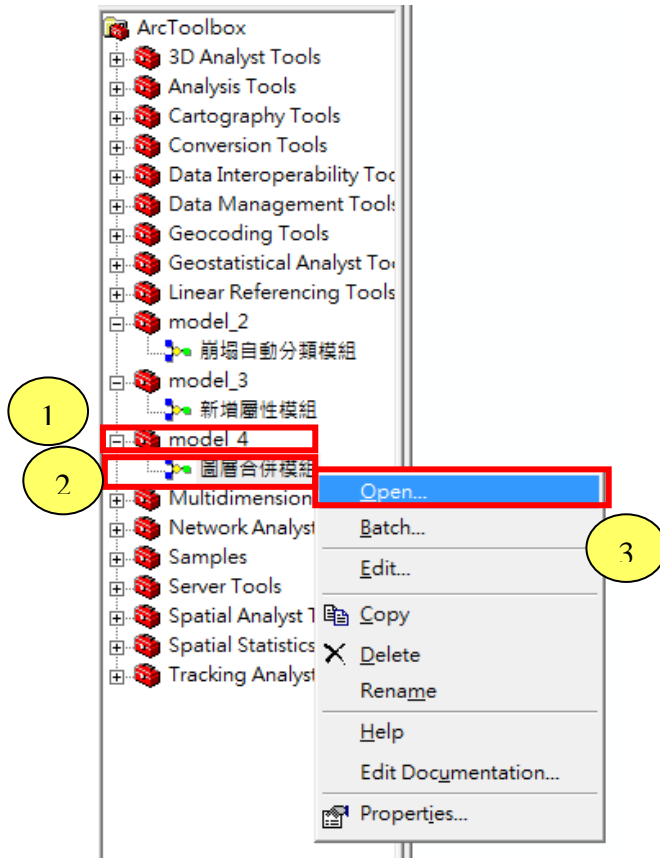 ArcToolbox
3D Analyst Tools
Analysis Tools
Cartography Tools
Conversion Tools
Data Interoperability Too
Data Management Tools
Geocoding Tools
Geostatistical Analyst Too
Linear Referencing Tools
model_2
崩塌自動分類模組
model_3
新增屬性模組
1
model_4
2
圖層合併模組
Multidimension
Network Analyst
Samples
Server Tools
Spatial Analyst T
Spatial Statistics
Tracking Analyst
Open...
3
Batch...
Edit...
Copy
Delete
Rename
Help
Edit Documentation...
Properties...